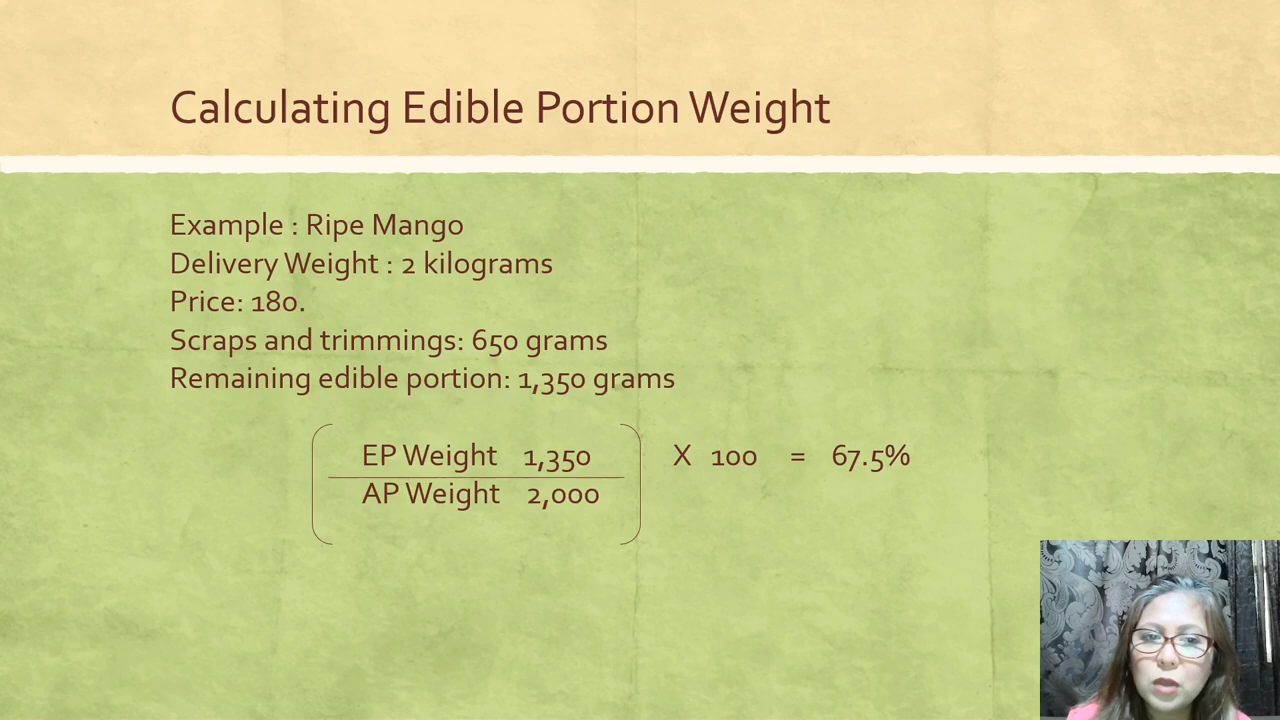 Calculating Edible Portion Weight
Example : Ripe Mango
Delivery Weight : 2 kilograms
Price: 180.
Scraps and trimmings: 650 grams
Remaining edible portion: 1,350 grams
EP Weight 1,350 X 100 = 67.5%
AP Weight 2,000